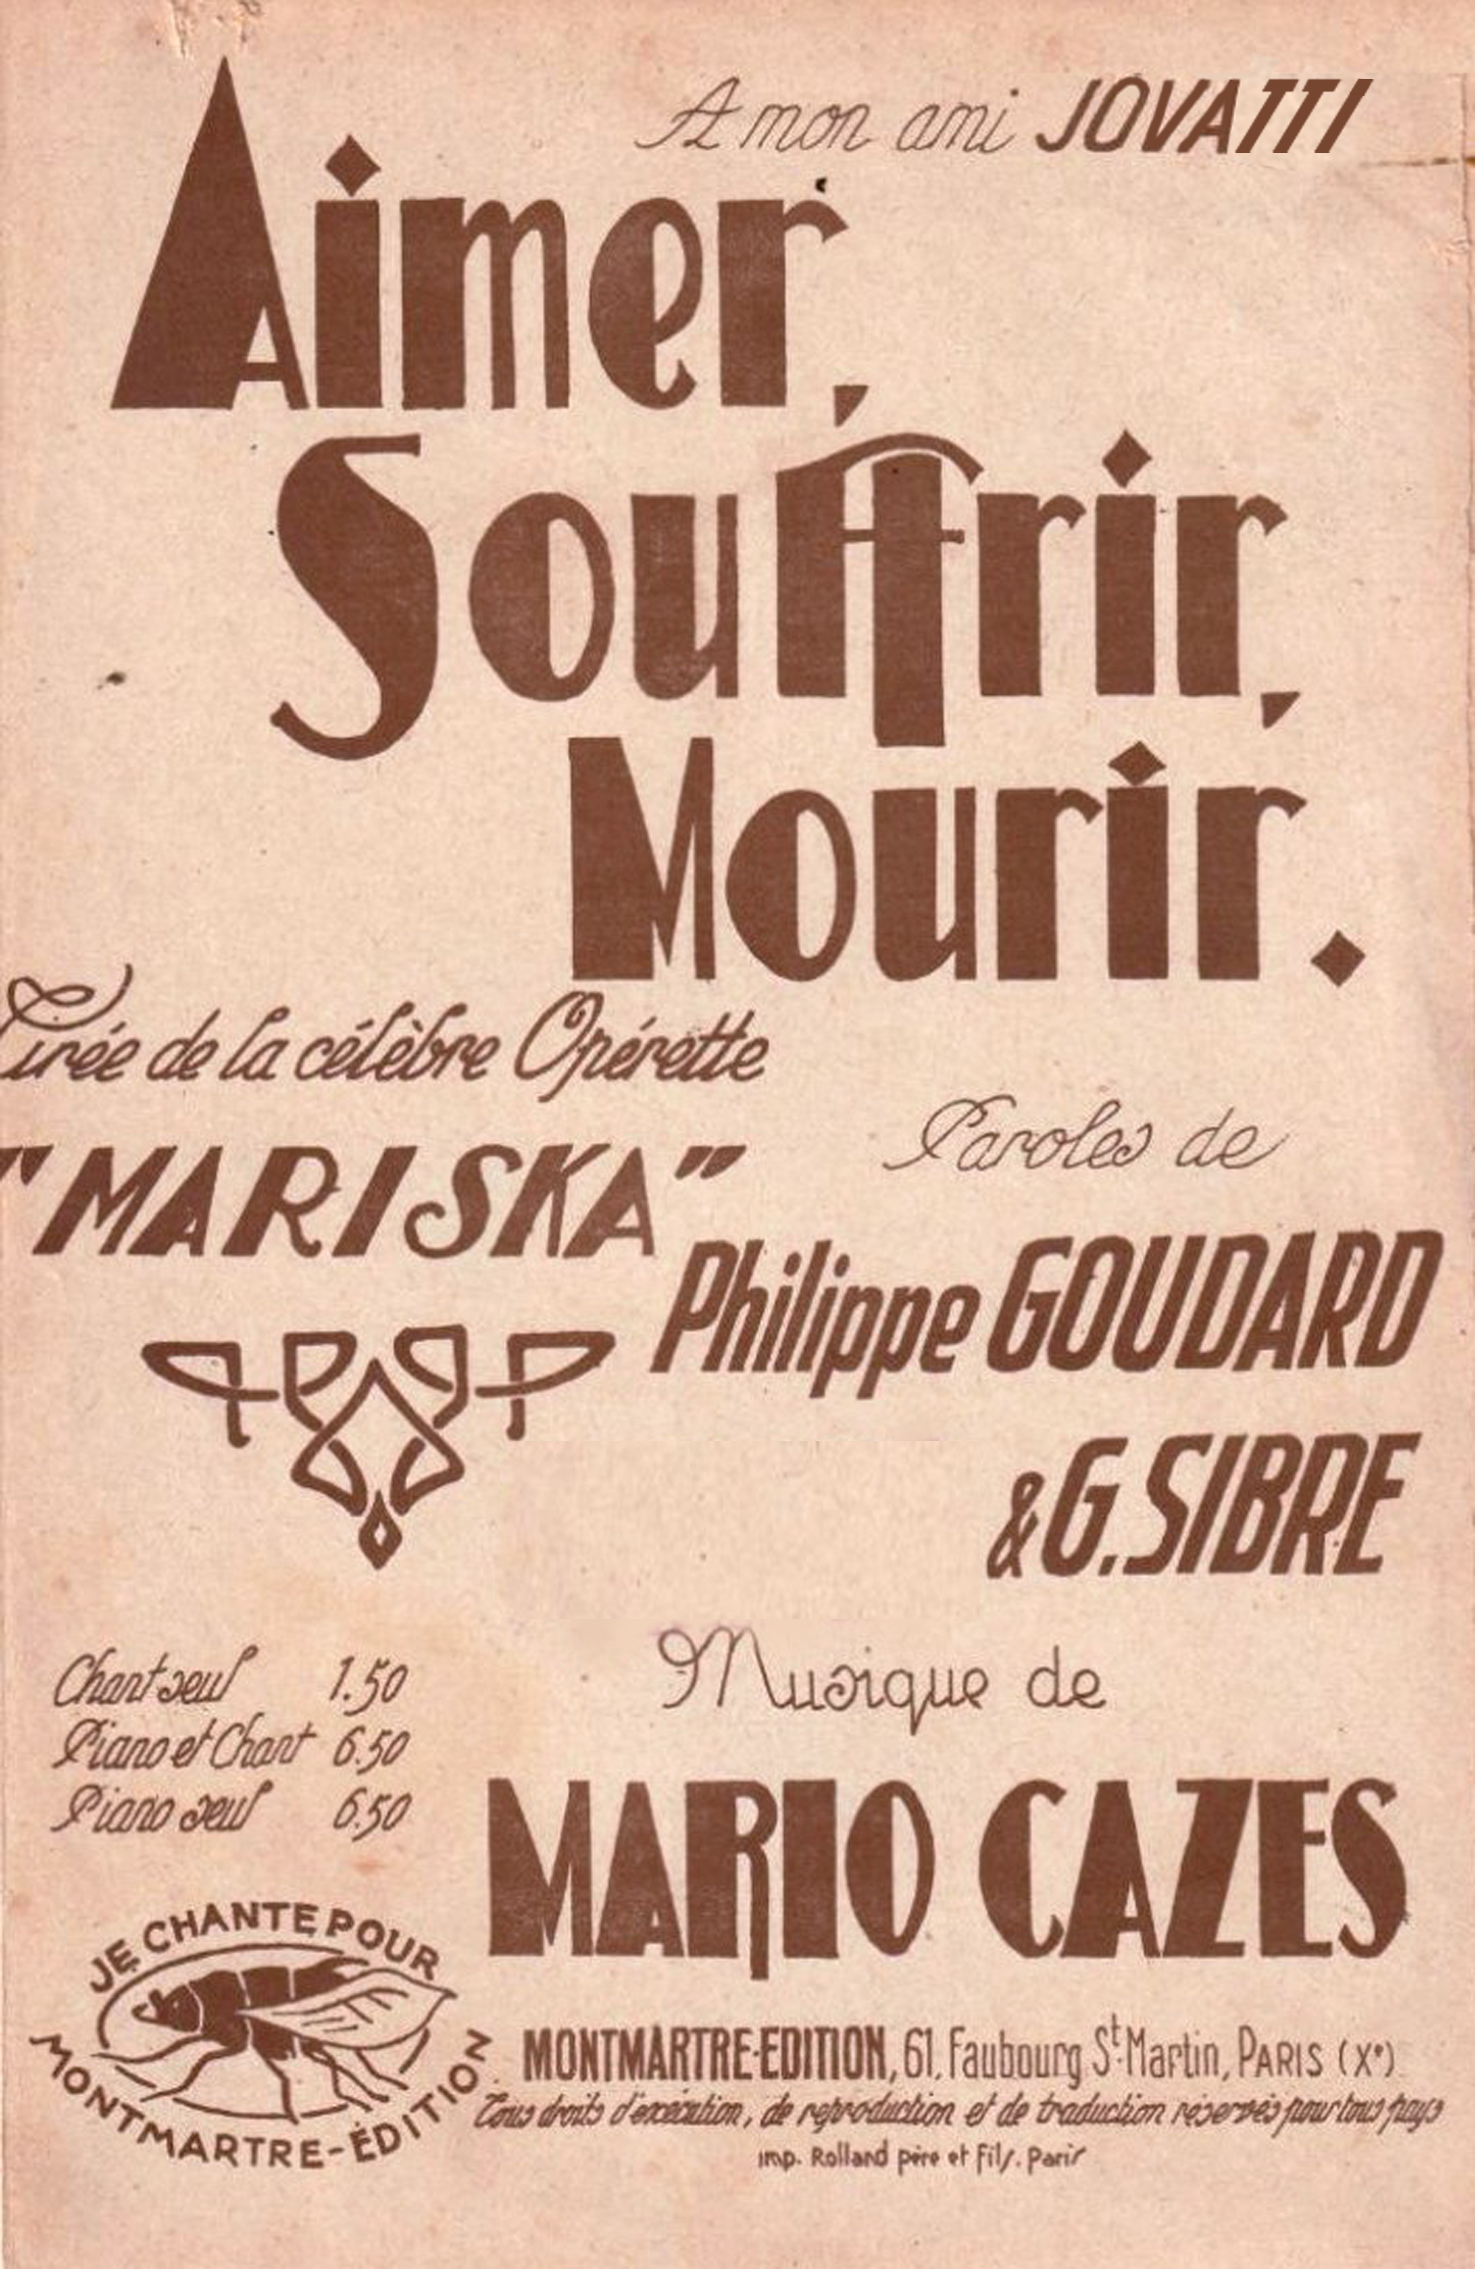 A mon ami JOVATTI
Aimer,
Souffrir,
Mourir.
Tirée de la célèbre Opérette
"MARISKA"
Paroles de
Philippe GOUDARD
& G. SIBRE
Chant seul 1.50
Piano et Chant 6.50
Piano seul 6.50
Musique de
MARIO CAZES
JE CHANTE POUR
MONTMARTRE-ÉDITION
MONTMARTRE-EDITION, 61, Faubourg St-Martin, PARIS (Xe)
Tous droits d'exécution, de reproduction et de traduction réservés pour tous pays
Imp. Rolland père et Fils. Paris